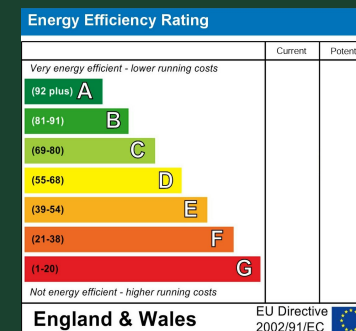 Energy Efficiency Rating
Current Potent
Very energy efficient - lower running costs
(92 plus) A
(81-91) B
(69-80) C
(55-68) D
(39-54) E
(21-38) F
(1-20) G
Not energy efficient - higher running costs
England & Wales
EU Directive
2002/91/EC